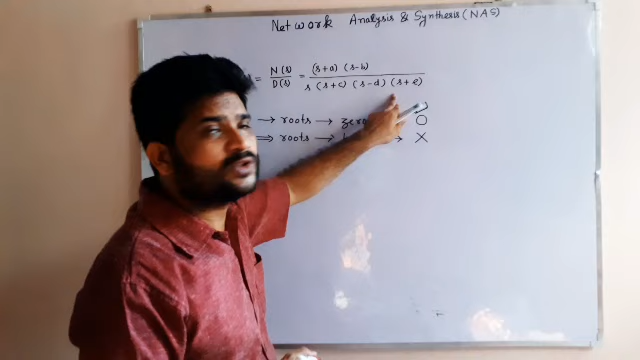 Network Analysis & Synthesis (NAS)
= N(s) / D(s) = (s+a) (s-b) / s (s+c) (s-d) (s+e)
→ roots → zero O
⇒ roots → → X